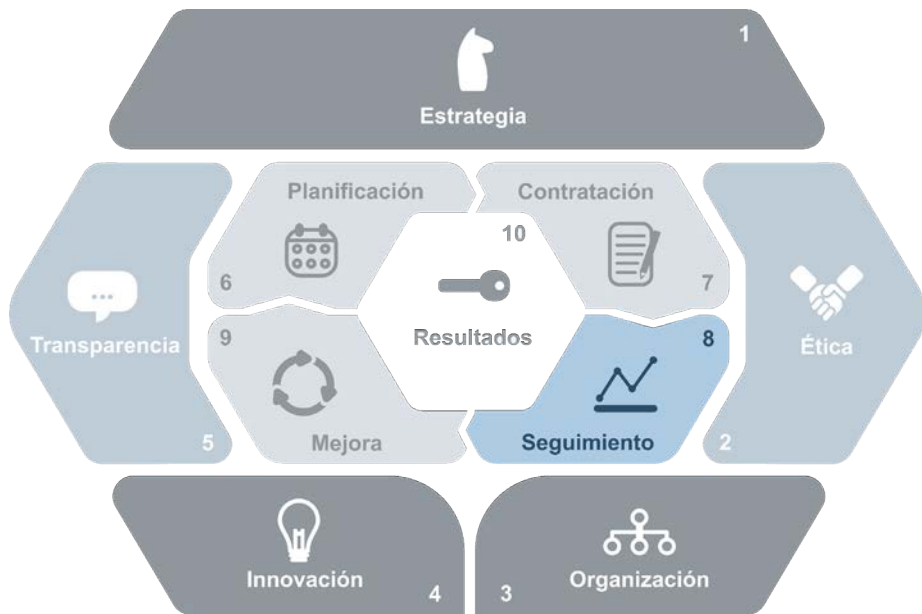 1
Estrategia
Planificación
6
Contratación
7
10
Resultados
Transparencia
5
Ética
2
9
Mejora
8
Seguimiento
Innovación
4
3
Organización